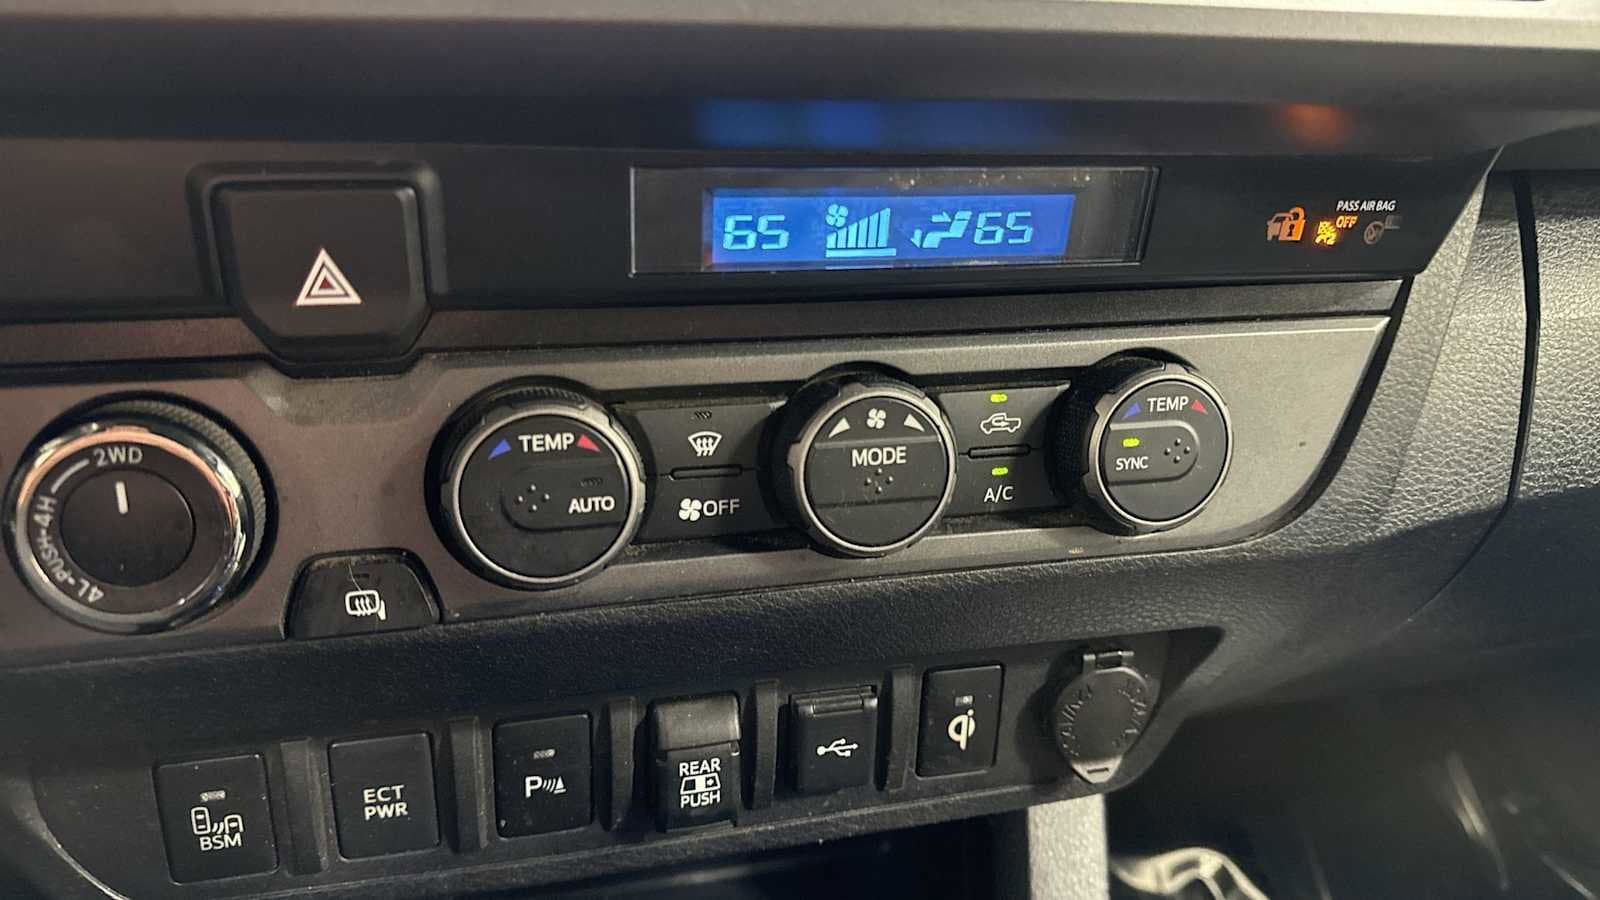 65 65
PASS AIR BAG
OFF
2WD
4H
PUSH
4L
TEMP
AUTO
OFF
MODE
A/C
TEMP
SYNC
BSM
ECT
PWR
P
REAR
PUSH